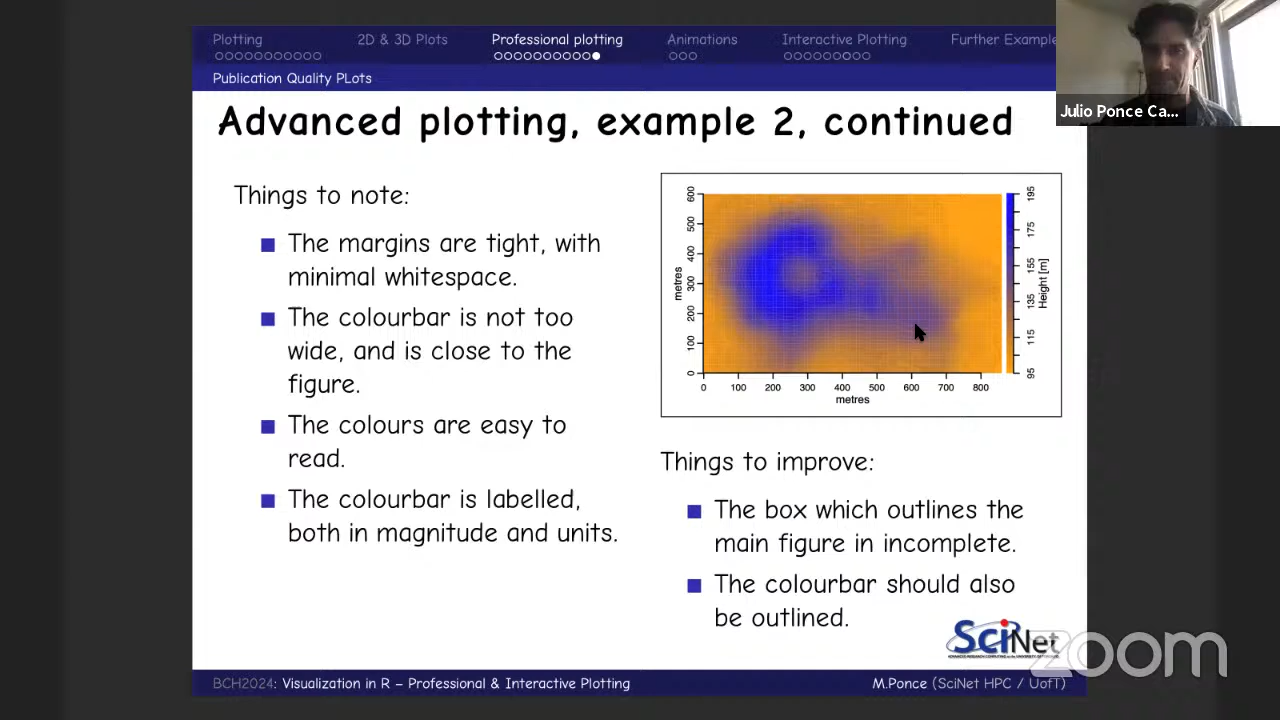 Plotting
2D & 3D Plots
Professional plotting
Animations
Interactive Plotting
Further Example
Publication Quality PLots
Julio Ponce Ca...
Advanced plotting, example 2, continued
Things to note:
The margins are tight, with
minimal whitespace.
The colourbar is not too
wide, and is close to the
figure.
The colours are easy to
read.
The colourbar is labelled,
both in magnitude and units.
600
500
400
300
200
100
0
metres
0 100 200 300 400 500 600 700 800
metres
195
175
155
135
115
95
Height [m]
Things to improve:
The box which outlines the
main figure in incomplete.
The colourbar should also
be outlined.
SciNet
zoom
BCH2024: Visualization in R – Professional & Interactive Plotting
M.Ponce (SciNet HPC / UofT)